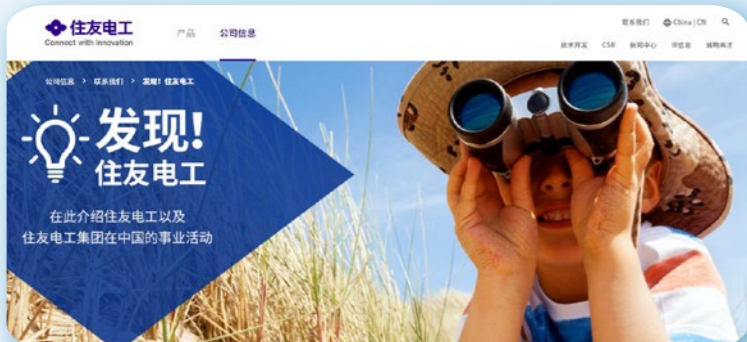 住友电工
Connect with Innovation
产品
公司信息
联系我们
China | CN
技术开发
CSR
新闻中心
IR信息
诚聘英才
公司信息 > 联系我们 > 发现！住友电工
发现!
住友电工
在此介绍住友电工以及
住友电工集团在中国的事业活动